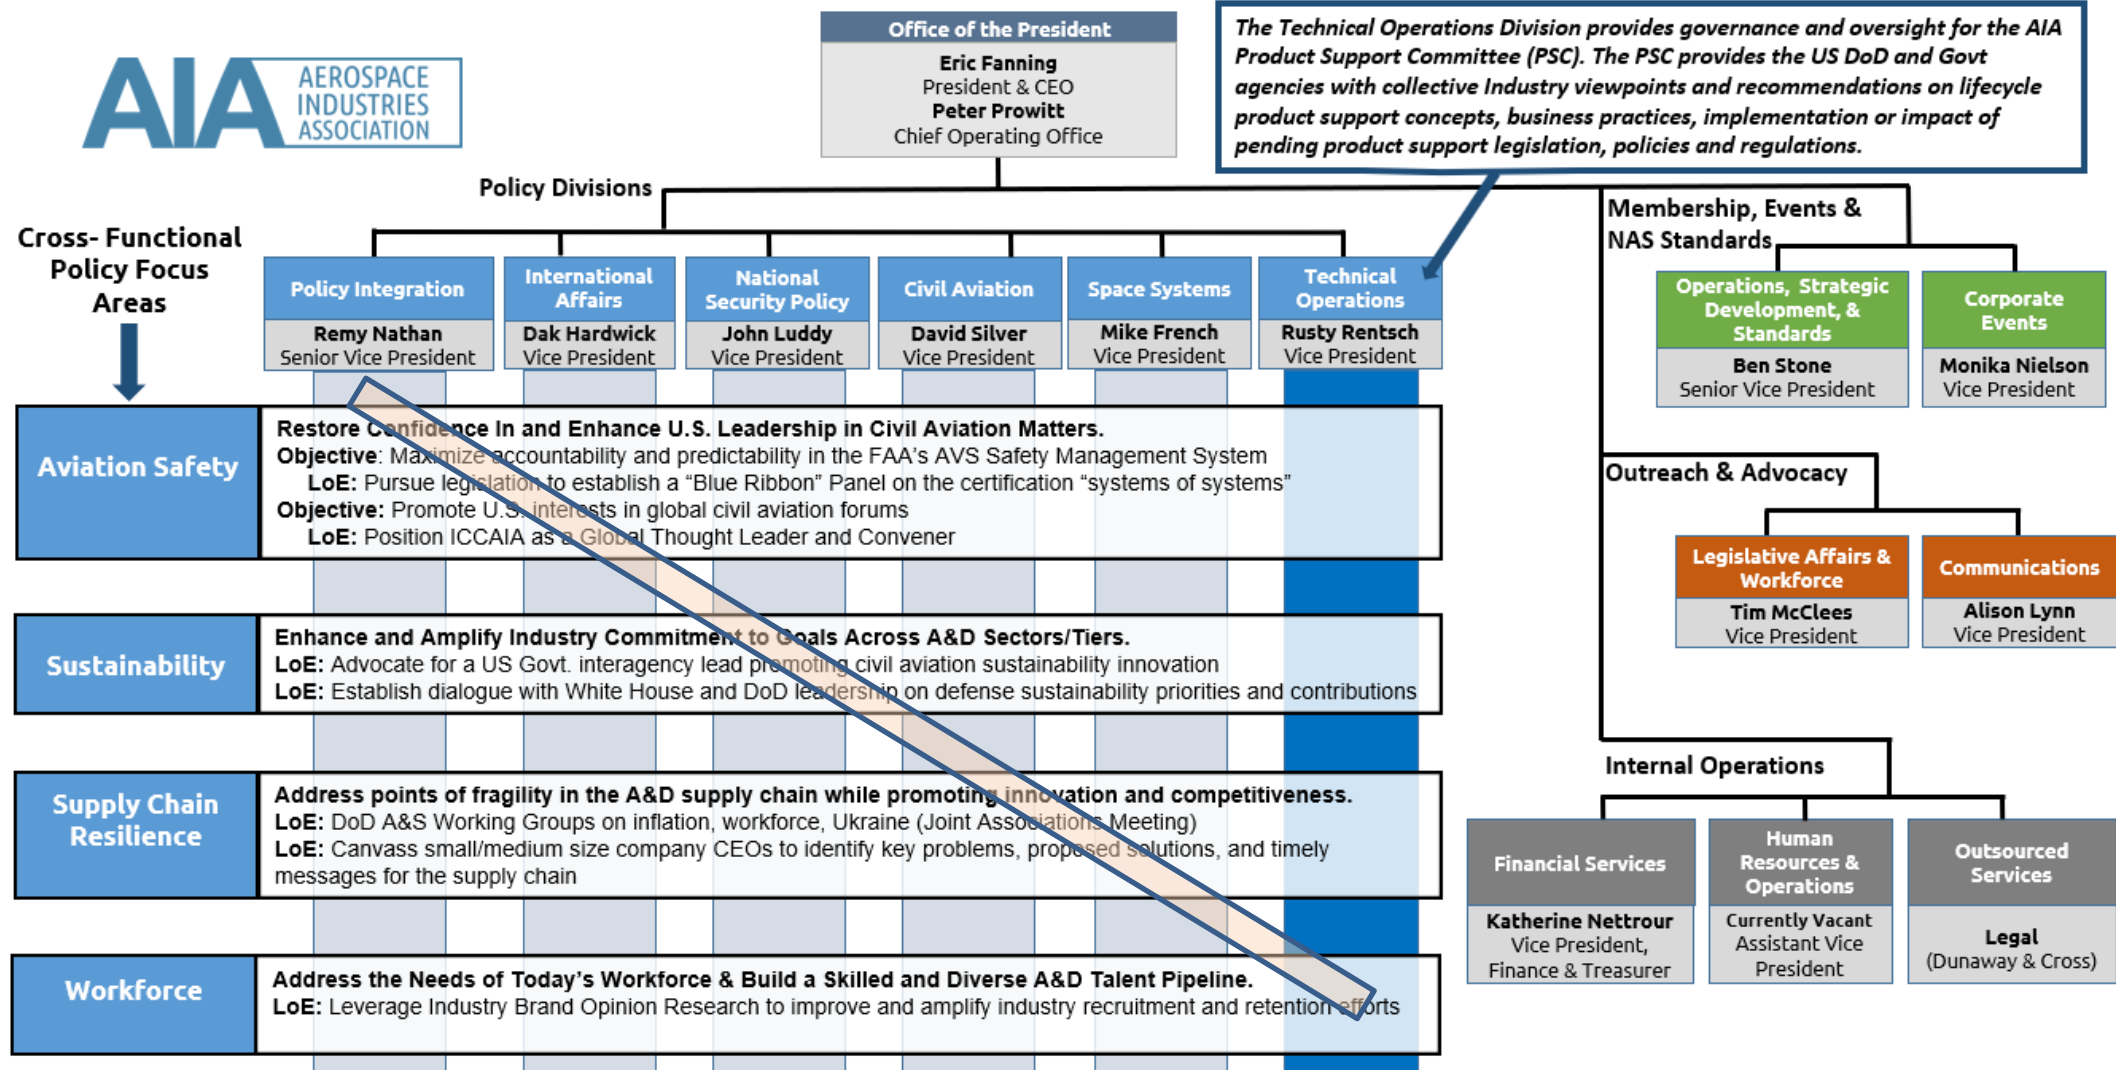 AIA
AEROSPACE
INDUSTRIES
ASSOCIATION
Office of the President
Eric Fanning
President & CEO
Peter Prowitt
Chief Operating Office
The Technical Operations Division provides governance and oversight for the AIA
Product Support Committee (PSC). The PSC provides the US DoD and Govt
agencies with collective Industry viewpoints and recommendations on lifecycle
product support concepts, business practices, implementation or impact of
pending product support legislation, policies and regulations.
Policy Divisions
Cross- Functional
Policy Focus
Areas
Policy Integration
Remy Nathan
Senior Vice President
International
Affairs
Dak Hardwick
Vice President
National
Security Policy
John Luddy
Vice President
Civil Aviation
David Silver
Vice President
Space Systems
Mike French
Vice President
Technical
Operations
Rusty Rentsch
Vice President
Membership, Events &
NAS Standards
Operations, Strategic
Development, &
Standards
Ben Stone
Senior Vice President
Corporate
Events
Monika Nielson
Vice President
Aviation Safety
Restore Confidence In and Enhance U.S. Leadership in Civil Aviation Matters.
Objective: Maximize accountability and predictability in the FAA's AVS Safety Management System
LoE: Pursue legislation to establish a “Blue Ribbon” Panel on the certification “systems of systems”
Objective: Promote U.S. interests in global civil aviation forums
LoE: Position ICCAIA as a Global Thought Leader and Convener
Outreach & Advocacy
Legislative Affairs &
Workforce
Tim McClees
Vice President
Communications
Alison Lynn
Vice President
Sustainability
Enhance and Amplify Industry Commitment to Goals Across A&D Sectors/Tiers.
LoE: Advocate for a US Govt. interagency lead promoting civil aviation sustainability innovation
LoE: Establish dialogue with White House and DoD leadership on defense sustainability priorities and contributions
Supply Chain
Resilience
Address points of fragility in the A&D supply chain while promoting innovation and competitiveness.
LoE: DoD A&S Working Groups on inflation, workforce, Ukraine (Joint Associations Meeting)
LoE: Canvass small/medium size company CEOs to identify key problems, proposed solutions, and timely
messages for the supply chain
Internal Operations
Financial Services
Katherine Nettrour
Vice President,
Finance & Treasurer
Human
Resources &
Operations
Currently Vacant
Assistant Vice
President
Outsourced
Services
Legal
(Dunaway & Cross)
Workforce
Address the Needs of Today's Workforce & Build a Skilled and Diverse A&D Talent Pipeline.
LoE: Leverage Industry Brand Opinion Research to improve and amplify industry recruitment and retention efforts